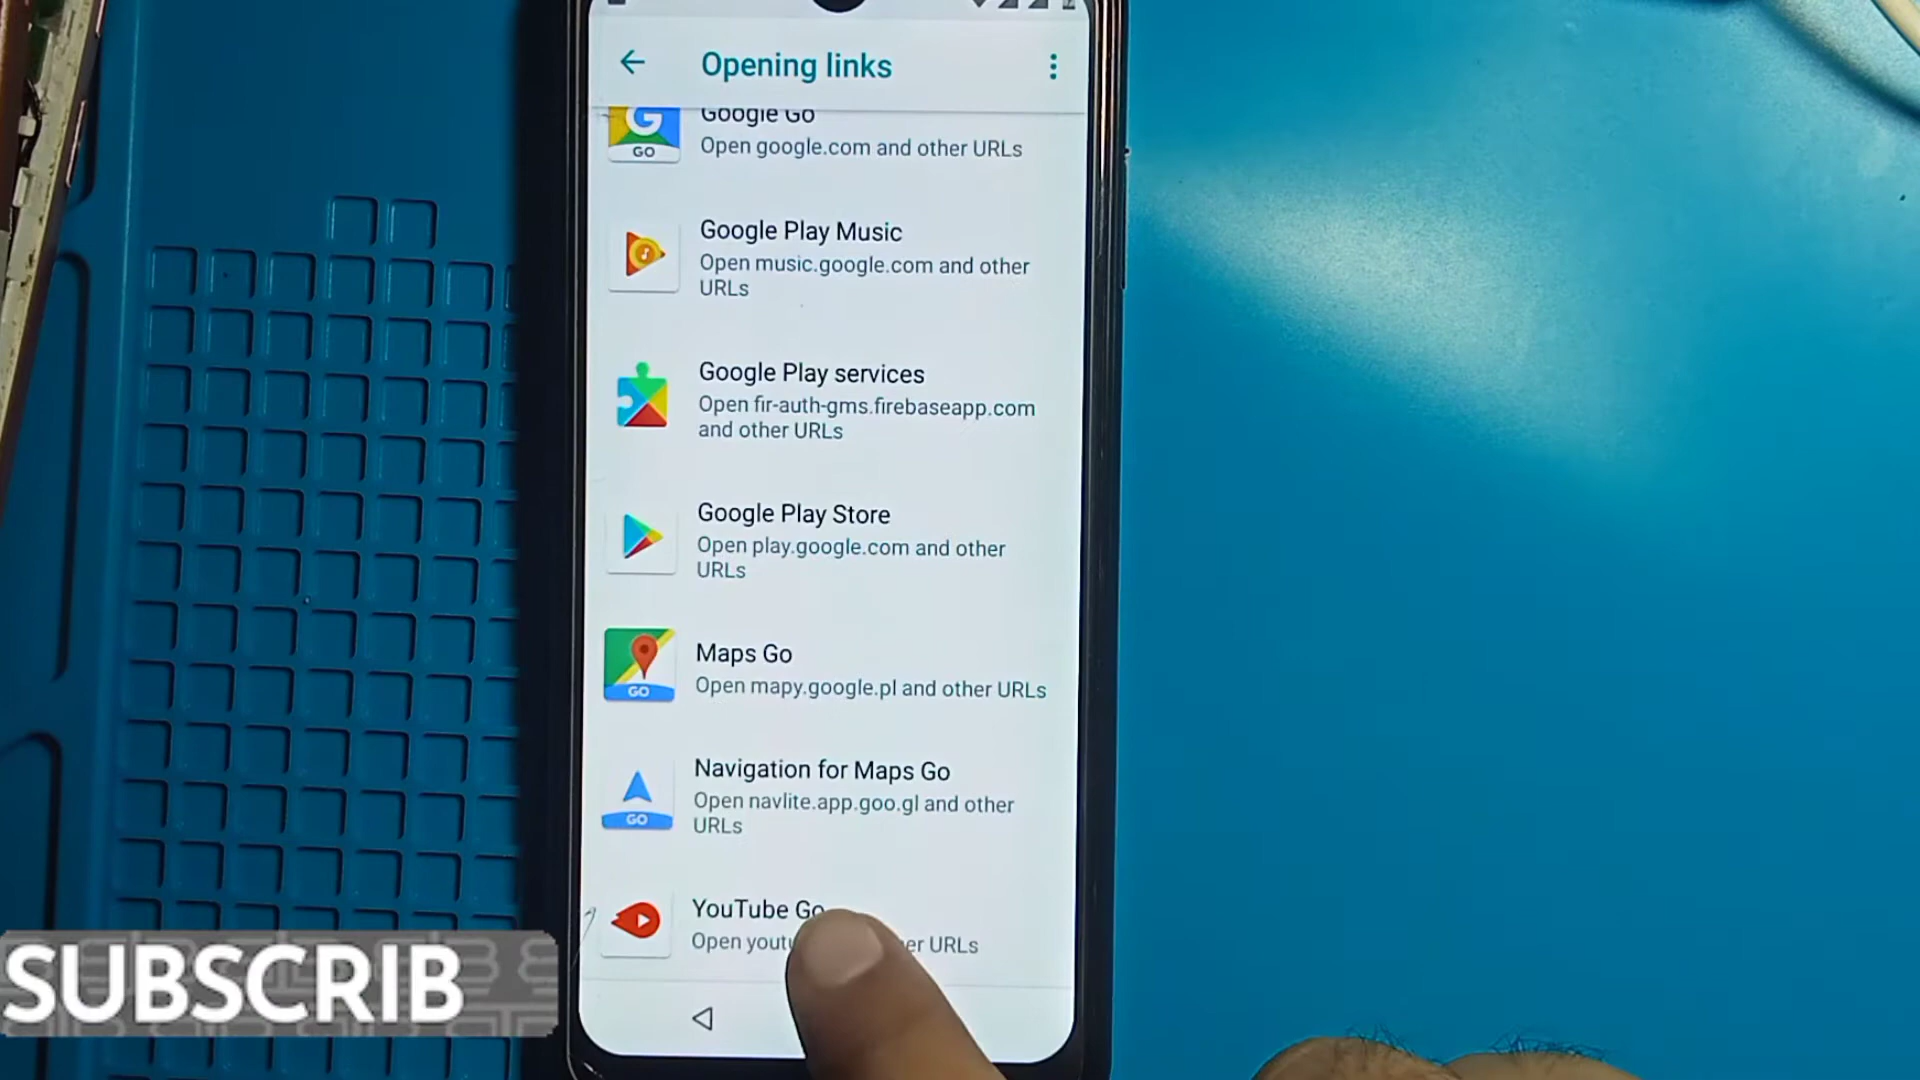 Opening links
Google Go
GO
Open google.com and other URLs
Google Play Music
Open music.google.com and other
URLs
Google Play services
Open fir-auth-gms.firebaseapp.com
and other URLs
Google Play Store
Open play.google.com and other
URLs
Maps Go
GO
Open mapy.google.pl and other URLs
Navigation for Maps Go
Open navlite.app.goo.gl and other
GO
URLs
YouTube Go
Open URLs
SUBSCRIB